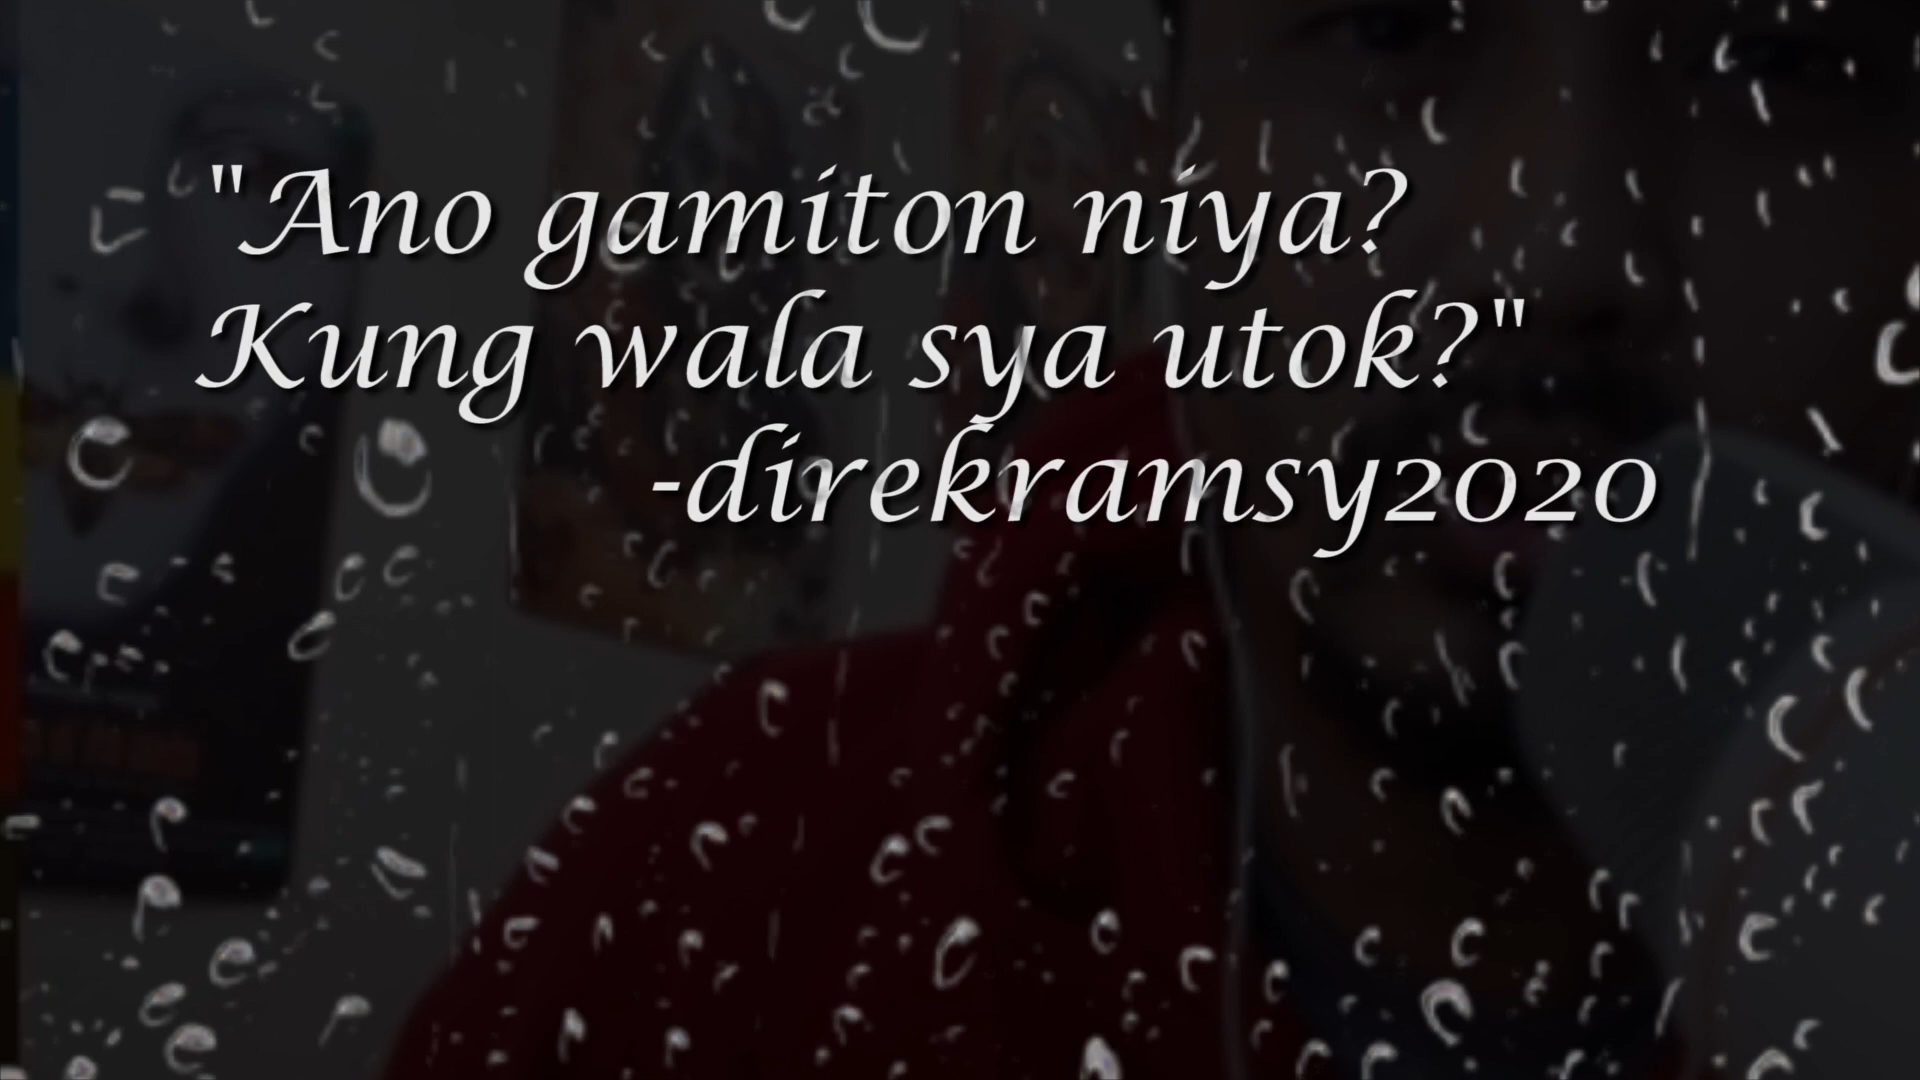 "Ano gamiton niya?
Kung wala sya utok?"
-direkramsy2020